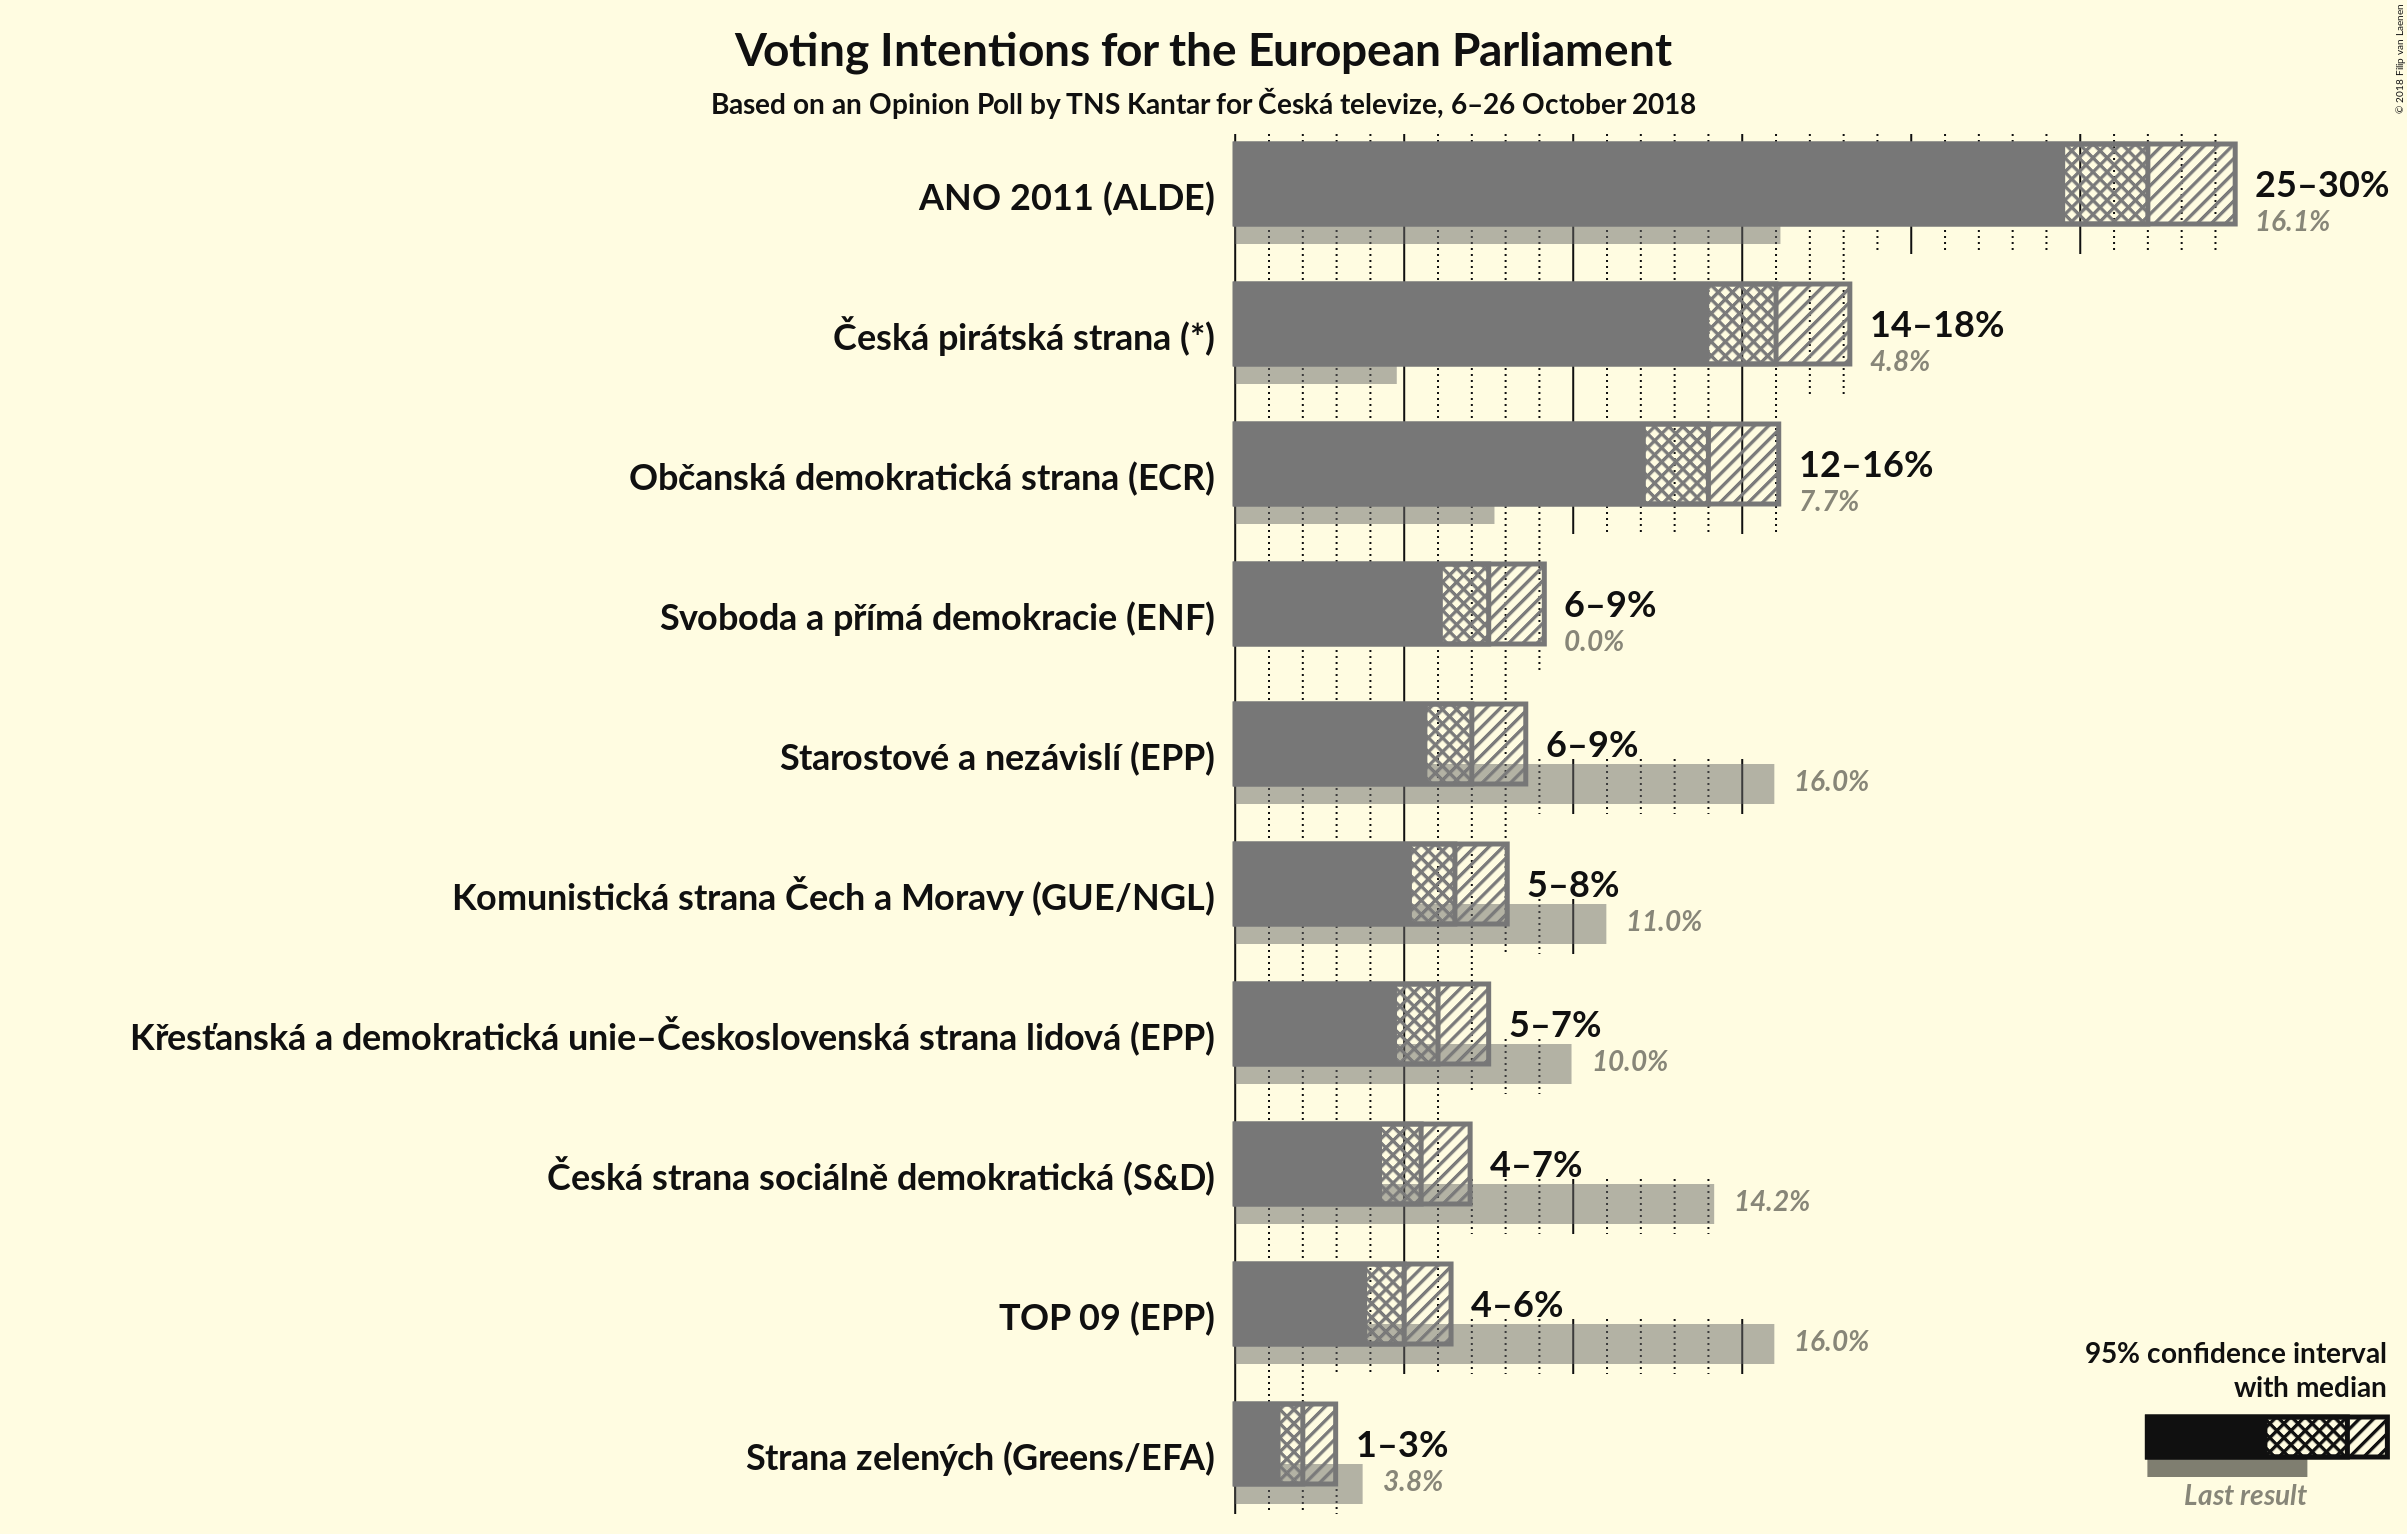 Voting Intentions for the European Parliament
Based on an Opinion Poll by TNS Kantar for Česká televize, 6–26 October 2018
© 2018 Filip van Laenen
ANO 2011 (ALDE)
25–30%
16.1%
Česká pirátská strana (*)
14–18%
4.8%
Občanská demokratická strana (ECR)
12–16%
7.7%
Svoboda a přímá demokracie (ENF)
6–9%
0.0%
Starostové a nezávislí (EPP)
6–9%
16.0%
Komunistická strana Čech a Moravy (GUE/NGL)
5–8%
11.0%
Křesťanská a demokratická unie–Československá strana lidová (EPP)
5–7%
10.0%
Česká strana sociálně demokratická (S&D)
4–7%
14.2%
TOP 09 (EPP)
4–6%
16.0%
Strana zelených (Greens/EFA)
1–3%
3.8%
95% confidence interval
with median
Last result